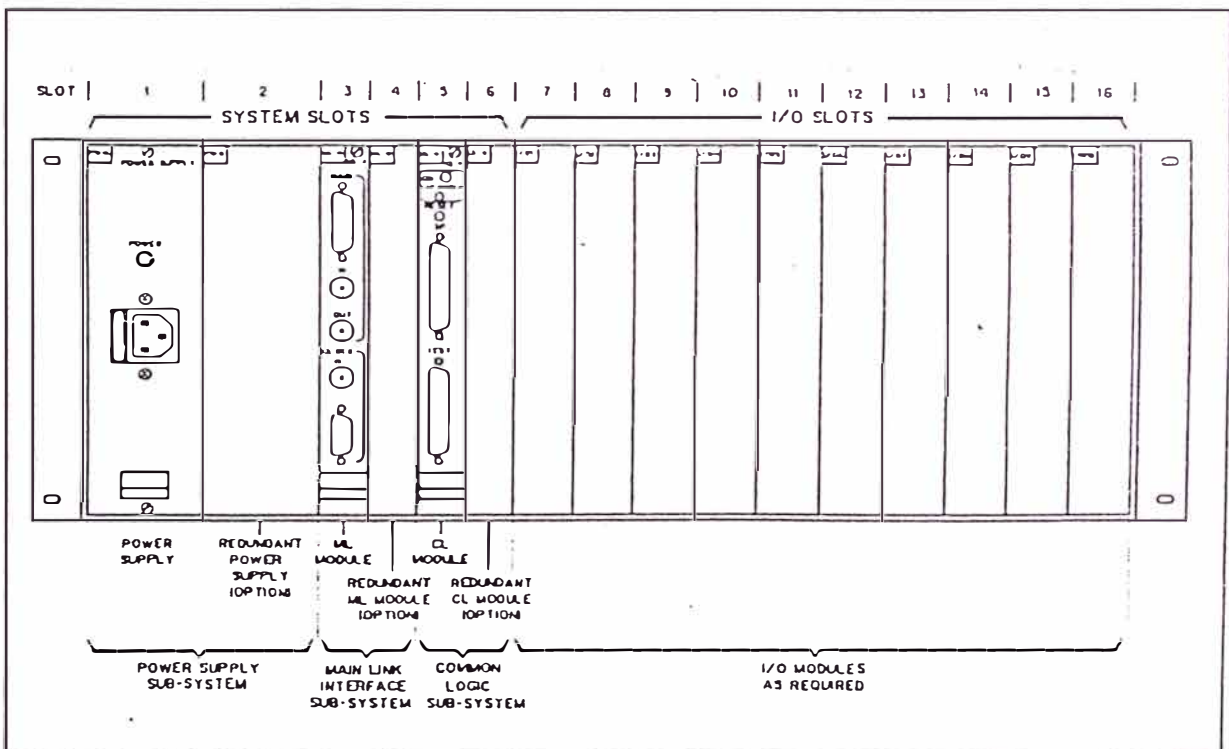 SLOT 1 2 3 4 5 6 7 8 9 10 11 12 13 14 15 16
SYSTEM SLOTS I/O SLOTS
POWER
OUT
POWER SUPPLY
REDUNDANT POWER SUPPLY (OPTION)
ML MODULE
REDUNDANT ML MODULE (OPTION)
CL MODULE
REDUNDANT CL MODULE (OPTION)
POWER SUPPLY SUB-SYSTEM
MAIN LINK INTERFACE SUB-SYSTEM
COMMON LOGIC SUB-SYSTEM
I/O MODULES AS REQUIRED